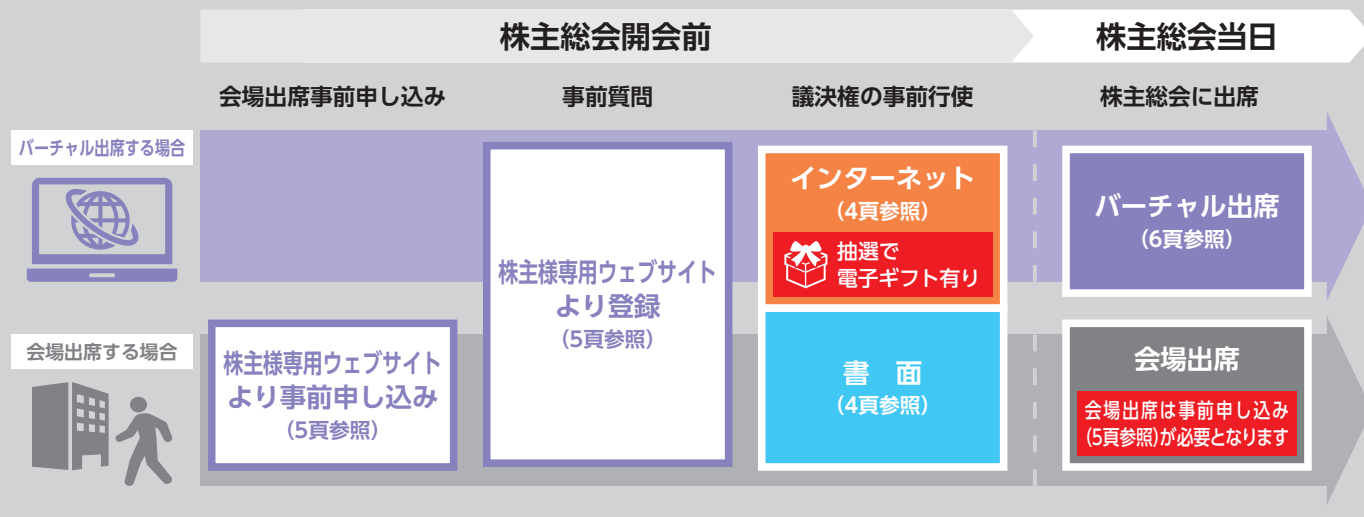 株主総会開会前
株主総会当日
会場出席事前申し込み
事前質問
議決権の事前行使
株主総会に出席
バーチャル出席する場合
株主様専用ウェブサイト
より登録
(5頁参照)
インターネット
(4頁参照)
抽選で
電子ギフト有り
バーチャル出席
(6頁参照)
会場出席する場合
株主様専用ウェブサイト
より事前申し込み
(5頁参照)
書　面
(4頁参照)
会場出席
会場出席は事前申し込み
(5頁参照)が必要となります